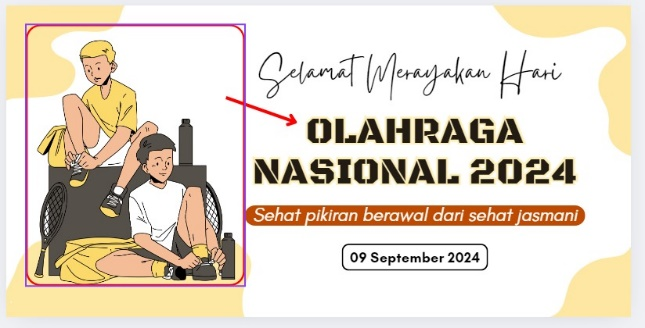 Selamat Merayakan Hari
OLAHRAGA
NASIONAL 2024
Sehat pikiran berawal dari sehat jasmani
09 September 2024